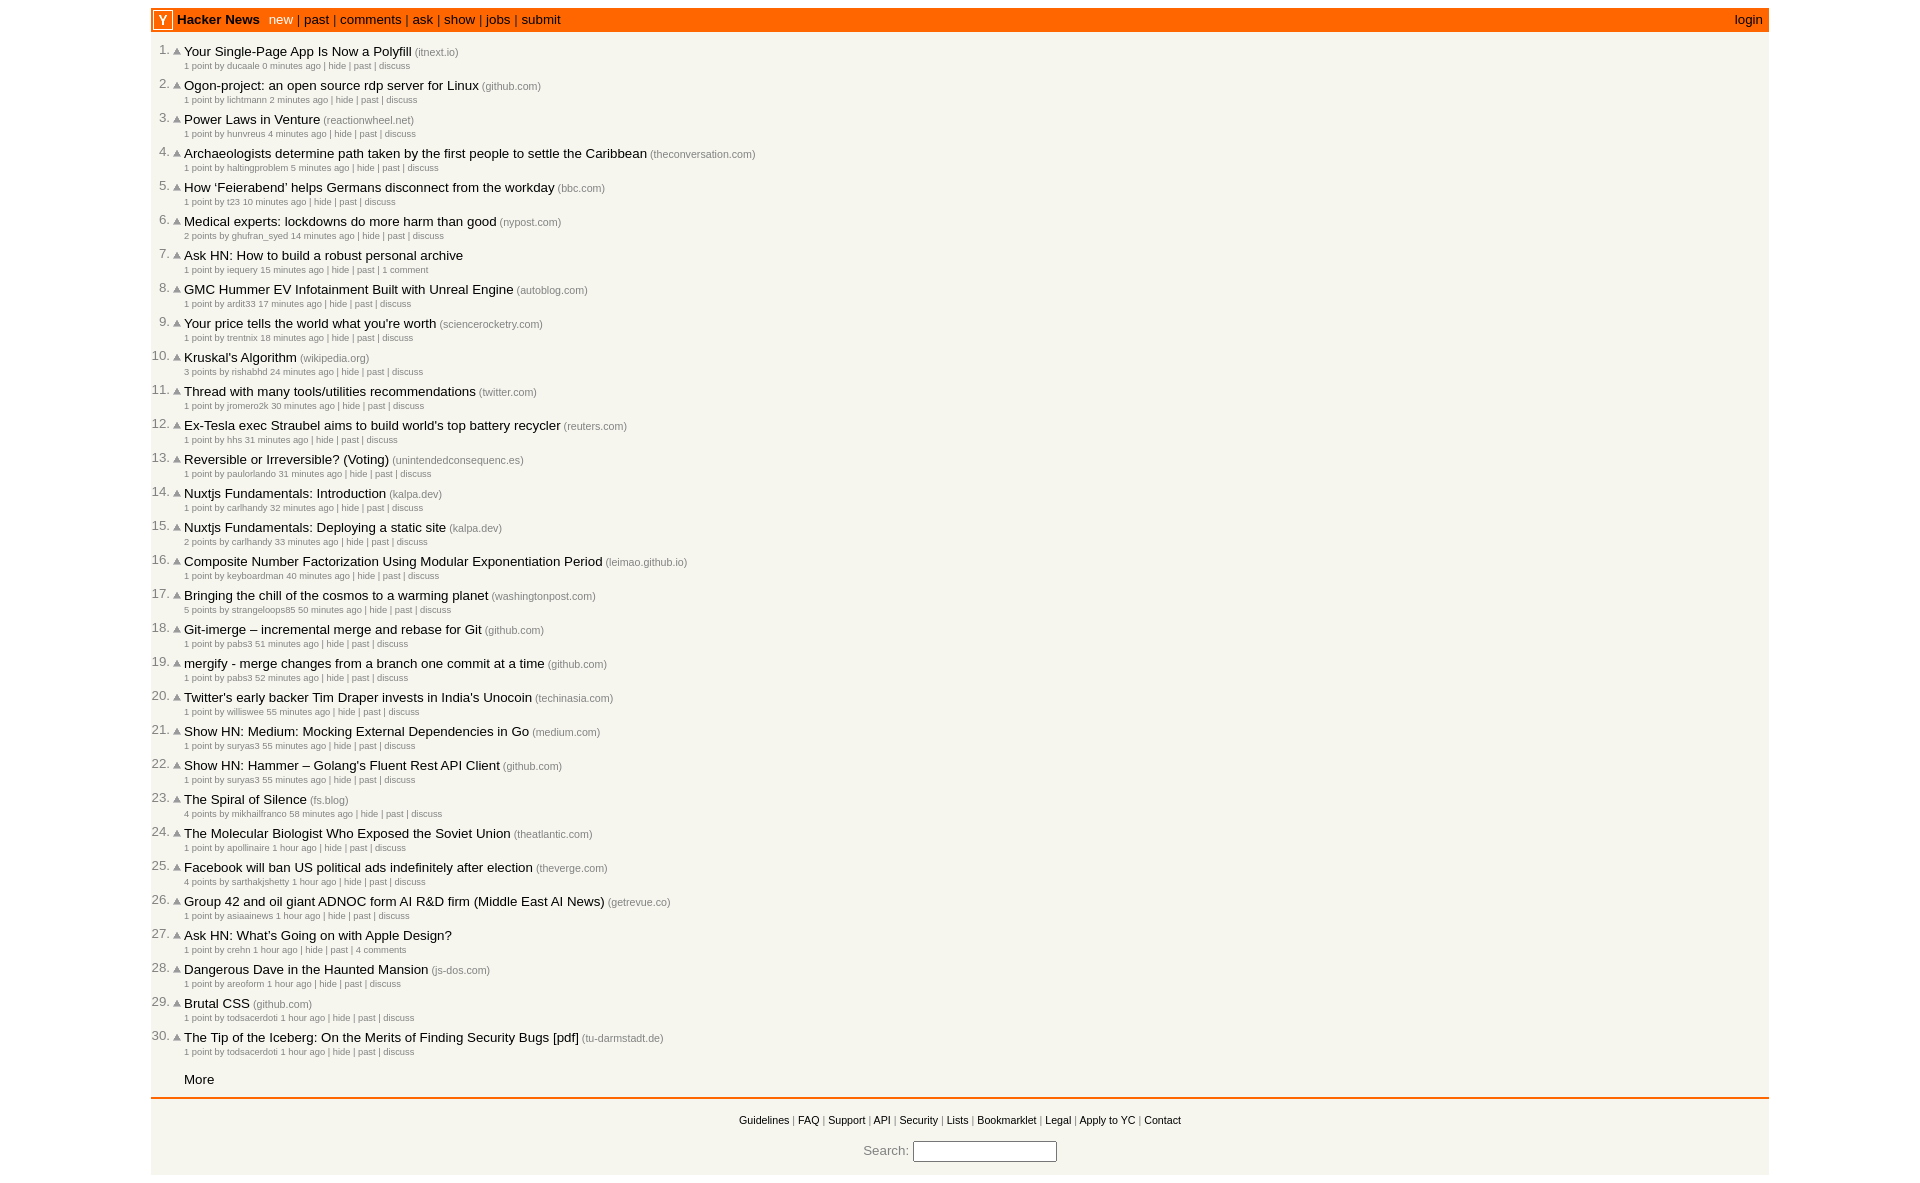 Y Hacker News new | past | comments | ask | show | jobs | submit login
1. Your Single-Page App Is Now a Polyfill (itnext.io)
1 point by ducaale 0 minutes ago | hide | past | discuss
2. Ogon-project: an open source rdp server for Linux (github.com)
1 point by lichtmann 2 minutes ago | hide | past | discuss
3. Power Laws in Venture (reactionwheel.net)
1 point by hunvreus 4 minutes ago | hide | past | discuss
4. Archaeologists determine path taken by the first people to settle the Caribbean (theconversation.com)
1 point by haltingproblem 5 minutes ago | hide | past | discuss
5. How ‘Feierabend’ helps Germans disconnect from the workday (bbc.com)
1 point by t23 10 minutes ago | hide | past | discuss
6. Medical experts: lockdowns do more harm than good (nypost.com)
2 points by ghufran_syed 14 minutes ago | hide | past | discuss
7. Ask HN: How to build a robust personal archive
1 point by iequery 15 minutes ago | hide | past | 1 comment
8. GMC Hummer EV Infotainment Built with Unreal Engine (autoblog.com)
1 point by ardit33 17 minutes ago | hide | past | discuss
9. Your price tells the world what you're worth (sciencerocketry.com)
1 point by trentnix 18 minutes ago | hide | past | discuss
10. Kruskal's Algorithm (wikipedia.org)
3 points by rishabhd 24 minutes ago | hide | past | discuss
11. Thread with many tools/utilities recommendations (twitter.com)
1 point by jromero2k 30 minutes ago | hide | past | discuss
12. Ex-Tesla exec Straubel aims to build world's top battery recycler (reuters.com)
1 point by hhs 31 minutes ago | hide | past | discuss
13. Reversible or Irreversible? (Voting) (unintendedconsequenc.es)
1 point by paulorlando 31 minutes ago | hide | past | discuss
14. Nuxtjs Fundamentals: Introduction (kalpa.dev)
1 point by carlhandy 32 minutes ago | hide | past | discuss
15. Nuxtjs Fundamentals: Deploying a static site (kalpa.dev)
2 points by carlhandy 33 minutes ago | hide | past | discuss
16. Composite Number Factorization Using Modular Exponentiation Period (leimao.github.io)
1 point by keyboardman 40 minutes ago | hide | past | discuss
17. Bringing the chill of the cosmos to a warming planet (washingtonpost.com)
5 points by strangeloops85 50 minutes ago | hide | past | discuss
18. Git-imerge – incremental merge and rebase for Git (github.com)
1 point by pabs3 51 minutes ago | hide | past | discuss
19. mergify - merge changes from a branch one commit at a time (github.com)
1 point by pabs3 52 minutes ago | hide | past | discuss
20. Twitter's early backer Tim Draper invests in India's Unocoin (techinasia.com)
1 point by williswee 55 minutes ago | hide | past | discuss
21. Show HN: Medium: Mocking External Dependencies in Go (medium.com)
1 point by suryas3 55 minutes ago | hide | past | discuss
22. Show HN: Hammer – Golang's Fluent Rest API Client (github.com)
1 point by suryas3 55 minutes ago | hide | past | discuss
23. The Spiral of Silence (fs.blog)
4 points by mikhailfranco 58 minutes ago | hide | past | discuss
24. The Molecular Biologist Who Exposed the Soviet Union (theatlantic.com)
1 point by apollinaire 1 hour ago | hide | past | discuss
25. Facebook will ban US political ads indefinitely after election (theverge.com)
4 points by sarthakjshetty 1 hour ago | hide | past | discuss
26. Group 42 and oil giant ADNOC form AI R&D firm (Middle East AI News) (getrevue.co)
1 point by asiaainews 1 hour ago | hide | past | discuss
27. Ask HN: What’s Going on with Apple Design?
1 point by crehn 1 hour ago | hide | past | 4 comments
28. Dangerous Dave in the Haunted Mansion (js-dos.com)
1 point by areoform 1 hour ago | hide | past | discuss
29. Brutal CSS (github.com)
1 point by todsacerdoti 1 hour ago | hide | past | discuss
30. The Tip of the Iceberg: On the Merits of Finding Security Bugs [pdf] (tu-darmstadt.de)
1 point by todsacerdoti 1 hour ago | hide | past | discuss
More
Guidelines | FAQ | Support | API | Security | Lists | Bookmarklet | Legal | Apply to YC | Contact
Search: